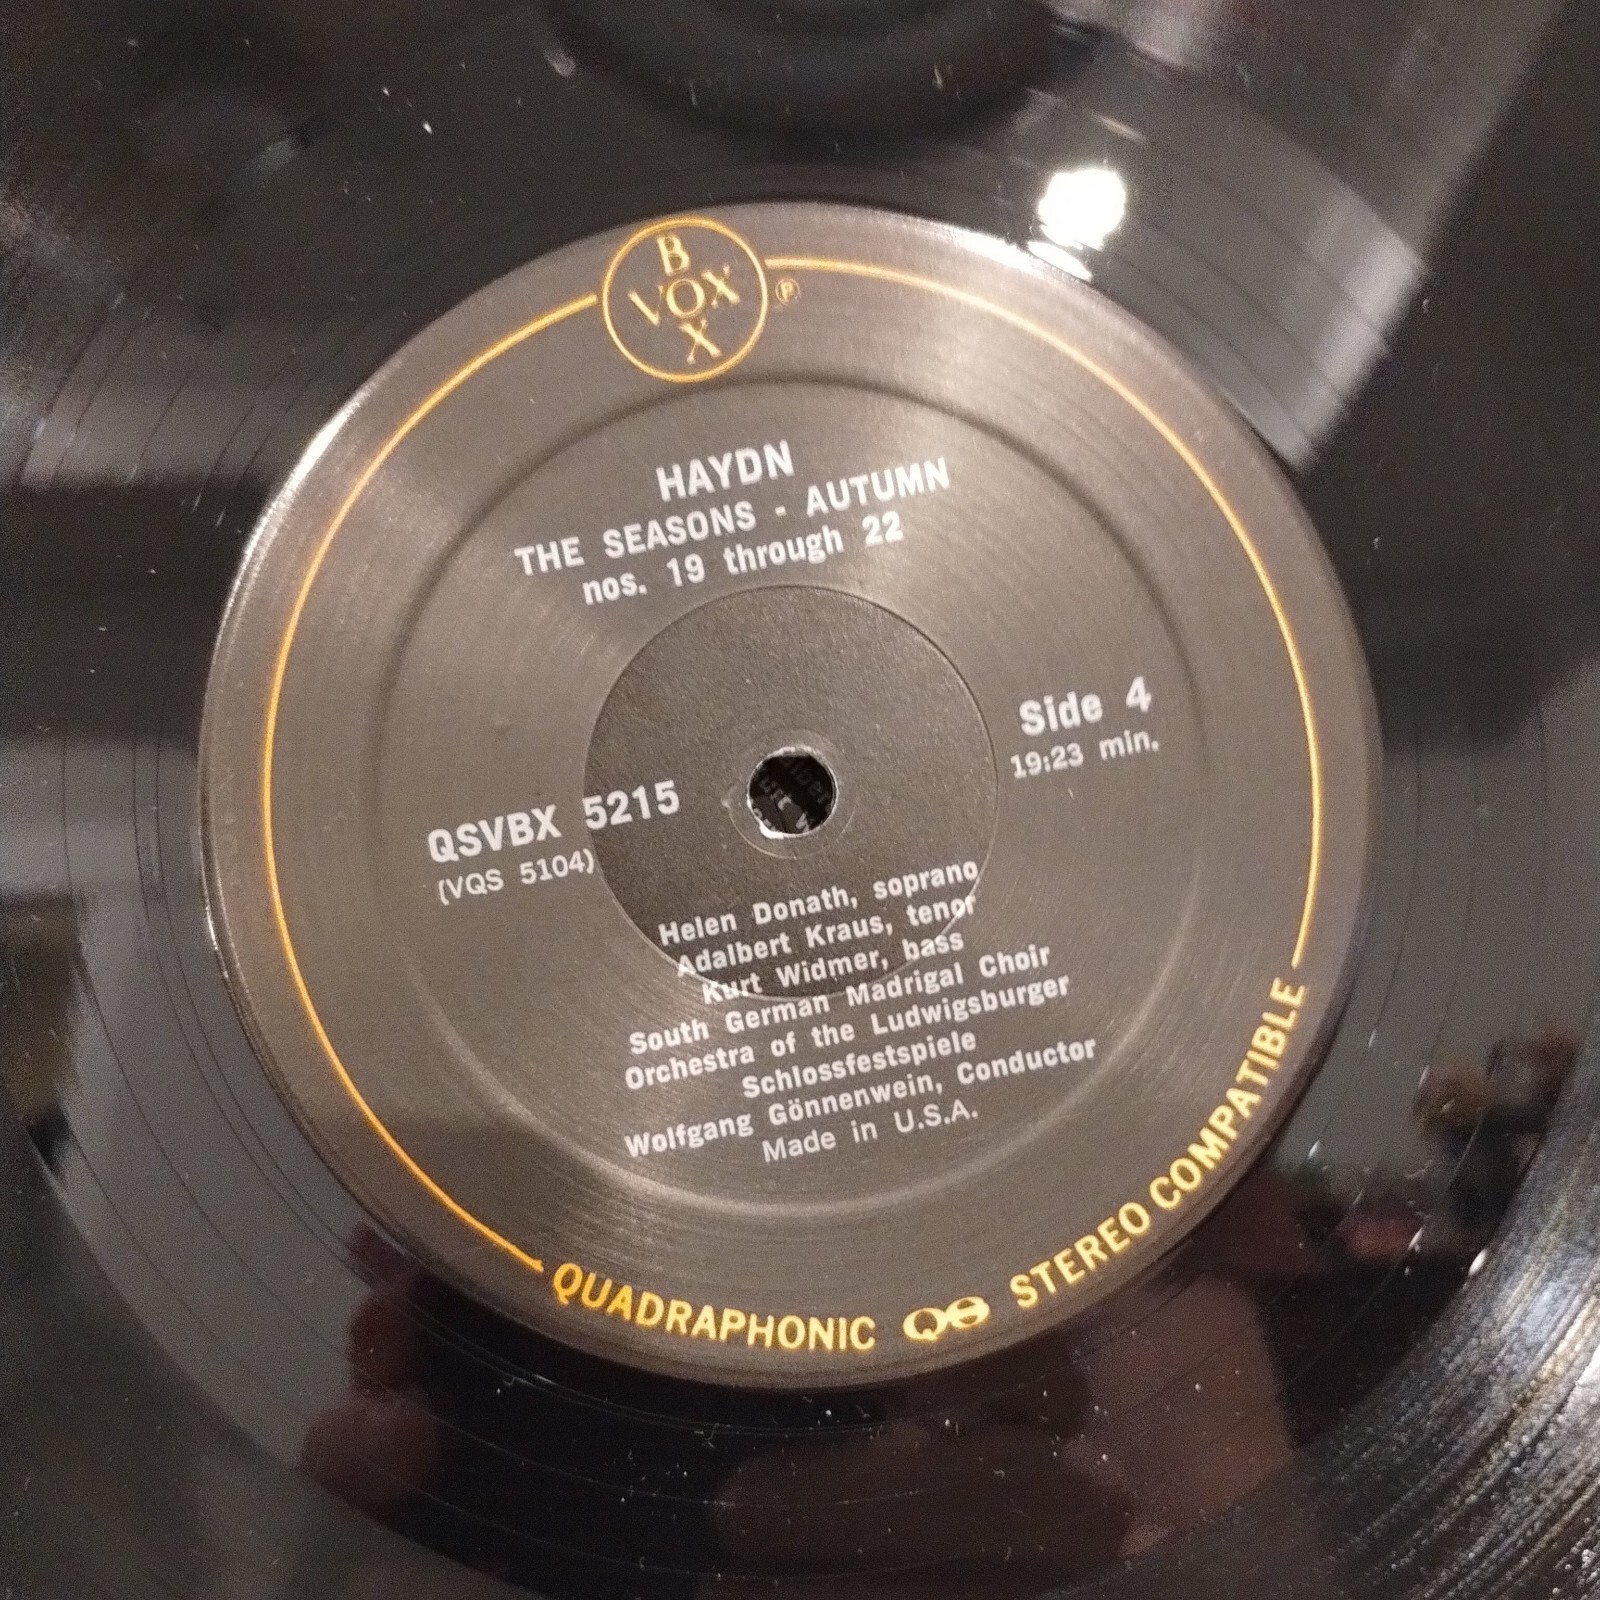 B
VOX
X
℗
HAYDN
THE SEASONS - AUTUMN
nos. 19 through 22
Side 4
19:23 min.
QSVBX 5215
(VQS 5104)
Helen Donath, soprano
Adalbert Kraus, tenor
Kurt Widmer, bass
South German Madrigal Choir
Orchestra of the Ludwigsburger
Schlossfestspiele
Wolfgang Gönnenwein, Conductor
Made in U.S.A.
QUADRAPHONIC QS STEREO COMPATIBLE